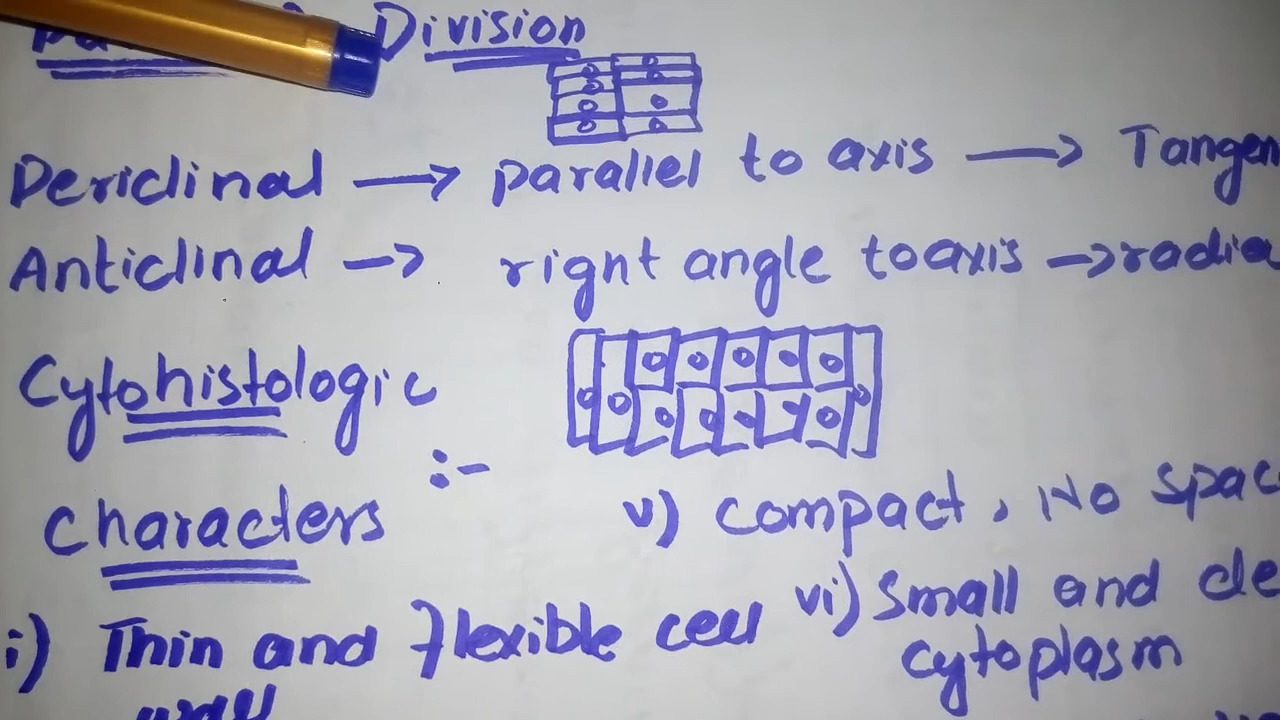 Division
Periclinal → parallel to axis → Tangen
Anticlinal → right angle to axis → radia
Cytohistologic
characters :-
v) compact, No spac
vi) small and de
cytoplasm
i) Thin and flexible cell
wall